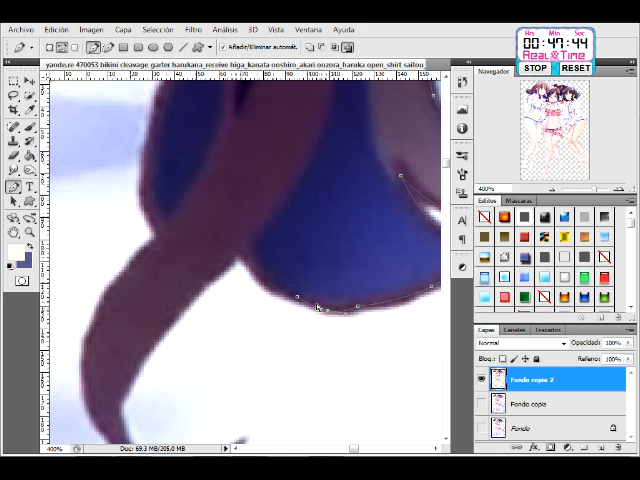 Archivo Edición Imagen Capa Selección Filtro Análisis 3D Vista Ventana Ayuda
Hrs Min Sec
00:47:44
Real Time
STOP RESET
Añadir/Eliminar automát.
yande.re 470053 bikini cleavage garter harukana_receive higa_kanata ooshiro_akari oozora_haruka open_shirt saitou
Navegador
400%
Estilos Máscaras
Capas Canales Trazados
Normal Opacidad: 100%
Bloq.: Relleno: 100%
Fondo copia 2
Fondo copia
Fondo
400% Doc: 69.3 MB/205.0 MB